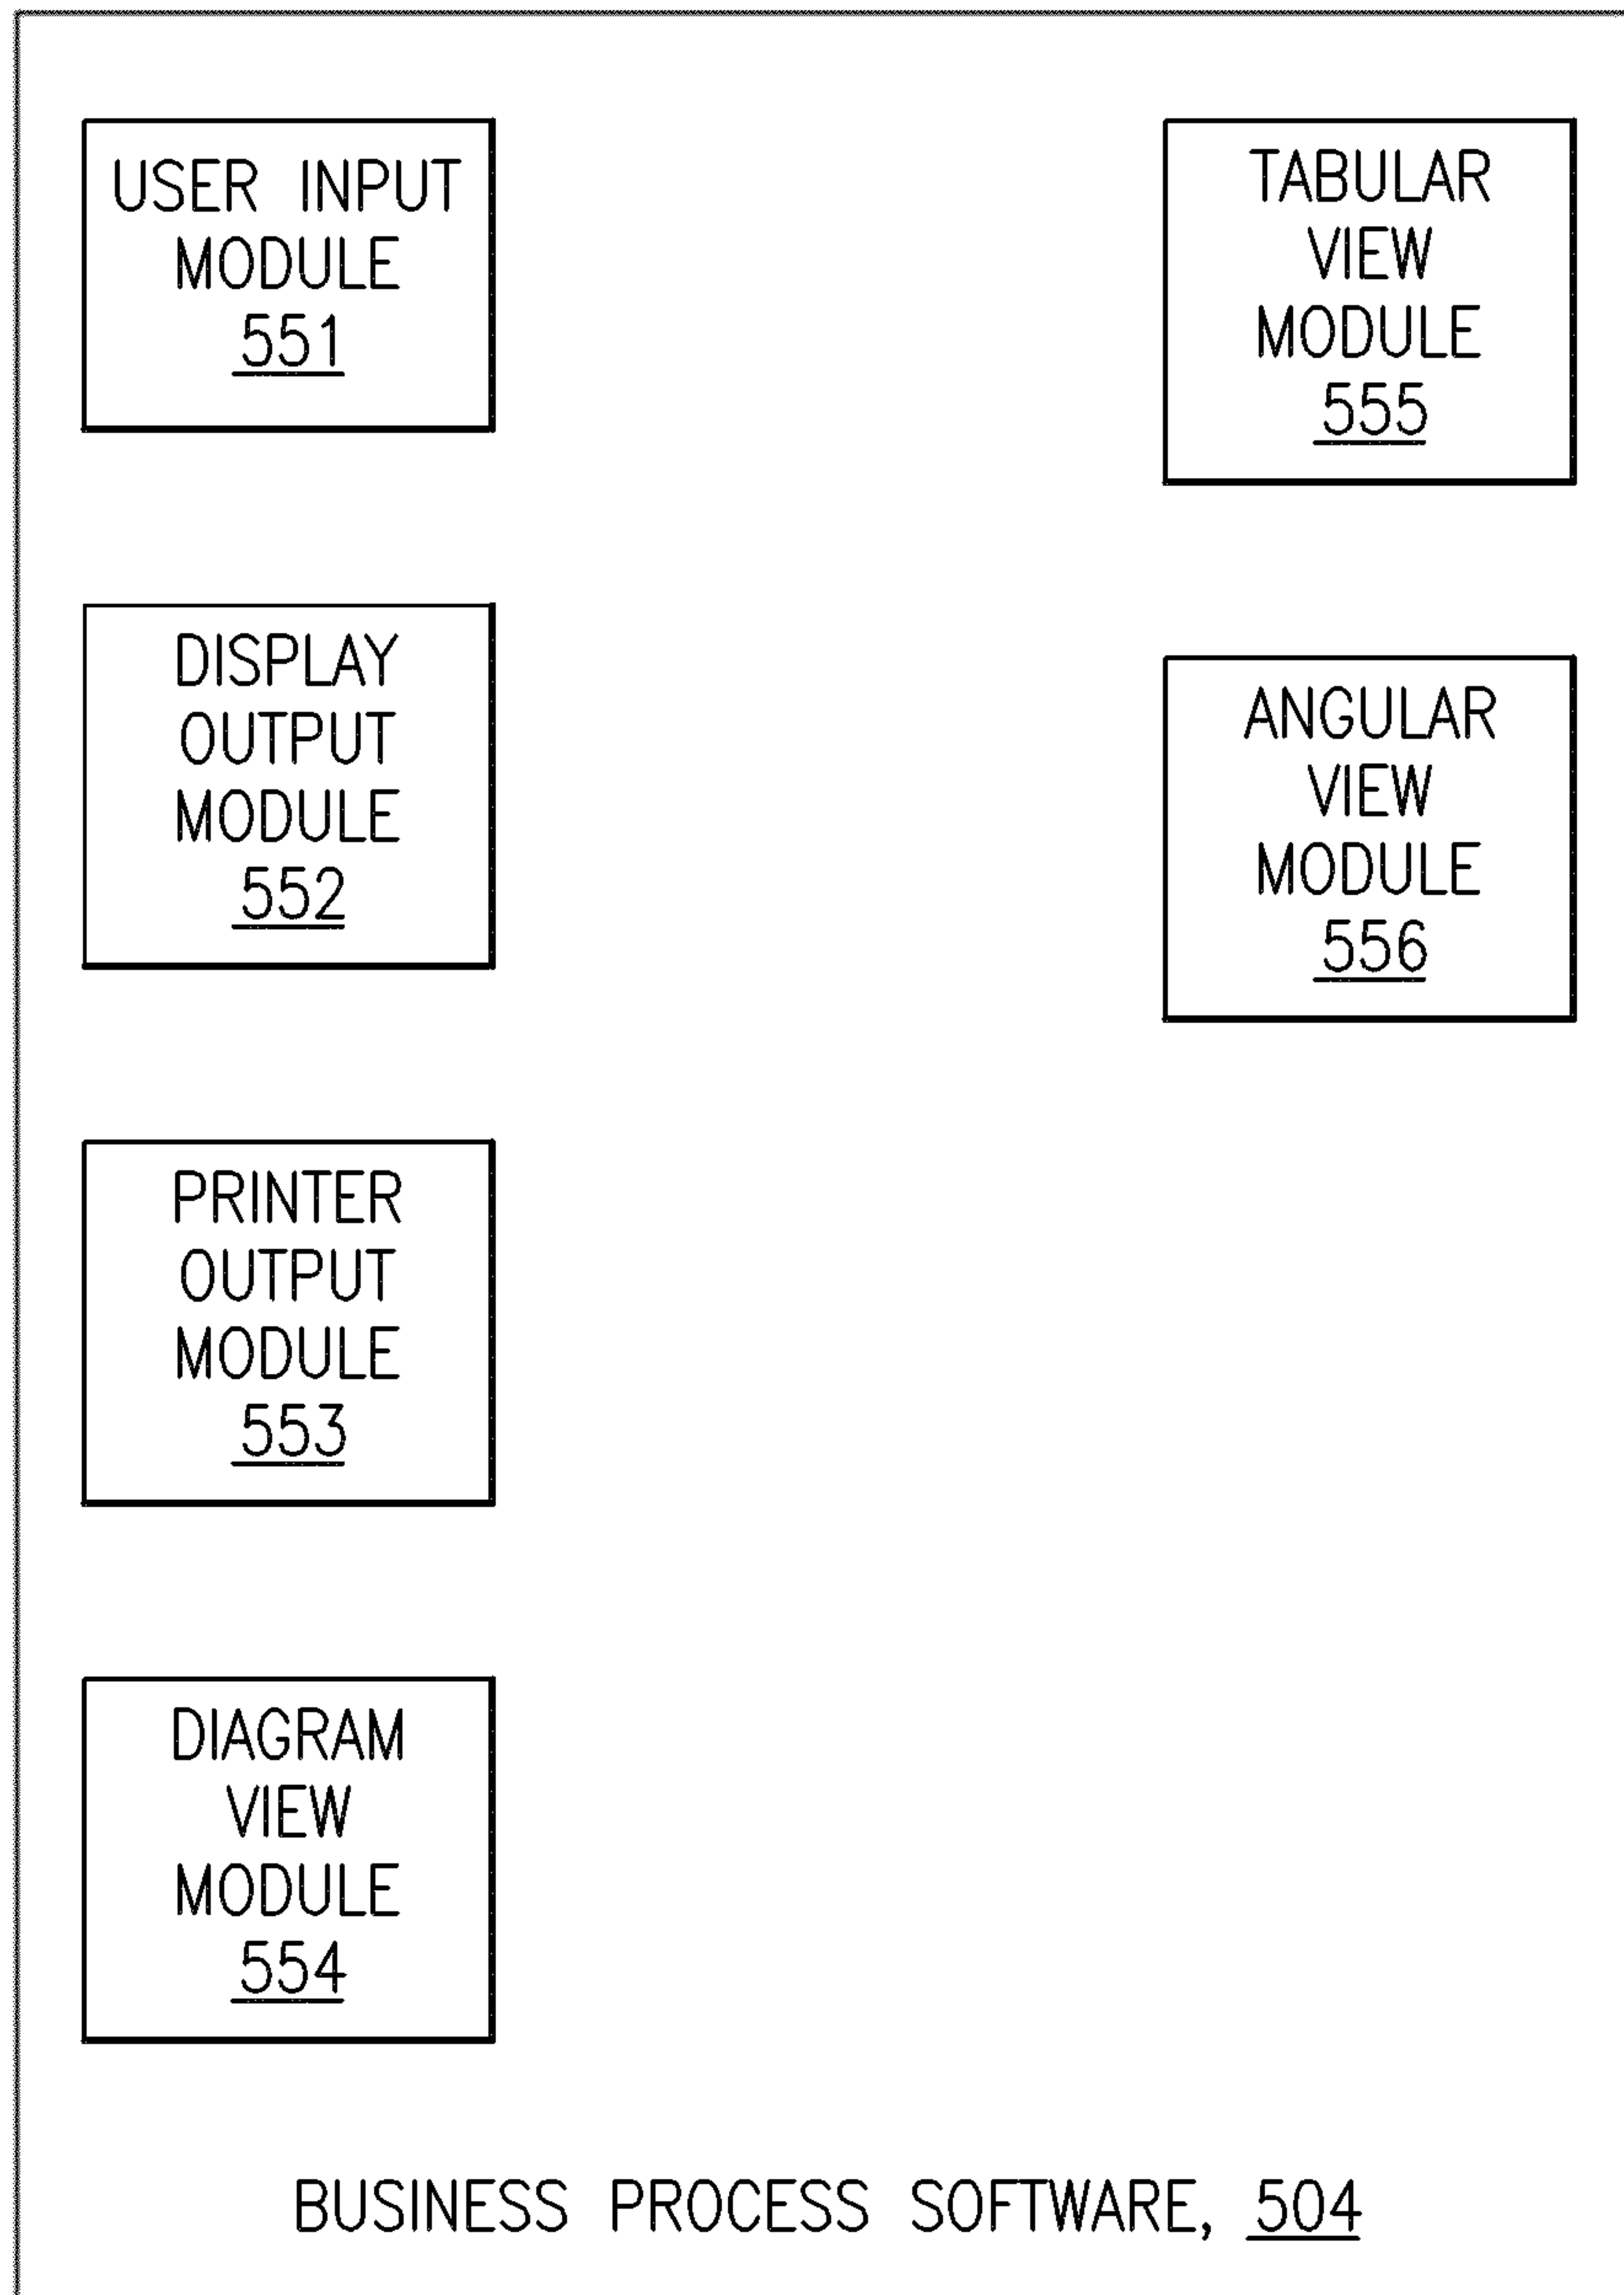 USER INPUT
MODULE
551
DISPLAY
OUTPUT
MODULE
552
PRINTER
OUTPUT
MODULE
553
DIAGRAM
VIEW
MODULE
554
TABULAR
VIEW
MODULE
555
ANGULAR
VIEW
MODULE
556
BUSINESS PROCESS SOFTWARE, 504